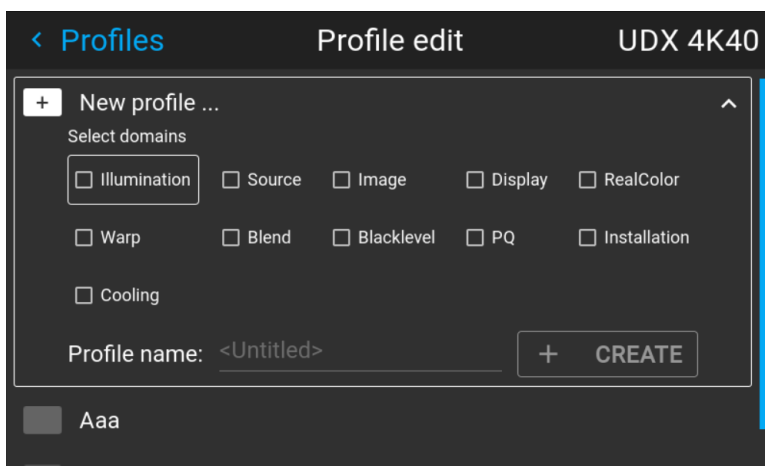 Profiles Profile edit UDX 4K40
+ New profile ...
Select domains
Illumination Source Image Display RealColor
Warp Blend Blacklevel PQ Installation
Cooling
Profile name: <Untitled> + CREATE
Aaa